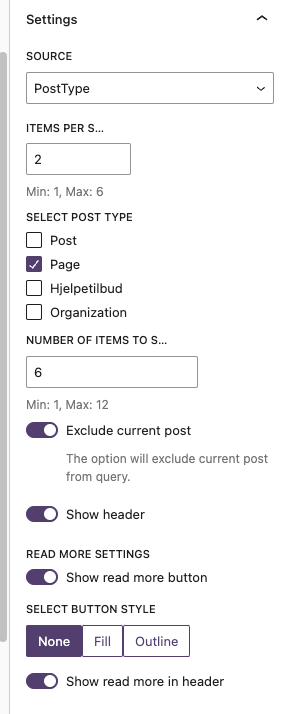 Settings
SOURCE
PostType
ITEMS PER S...
2
Min: 1, Max: 6
SELECT POST TYPE
Post
Page
Hjelpetilbud
Organization
NUMBER OF ITEMS TO S...
6
Min: 1, Max: 12
Exclude current post
The option will exclude current post
from query.
Show header
READ MORE SETTINGS
Show read more button
SELECT BUTTON STYLE
None Fill Outline
Show read more in header